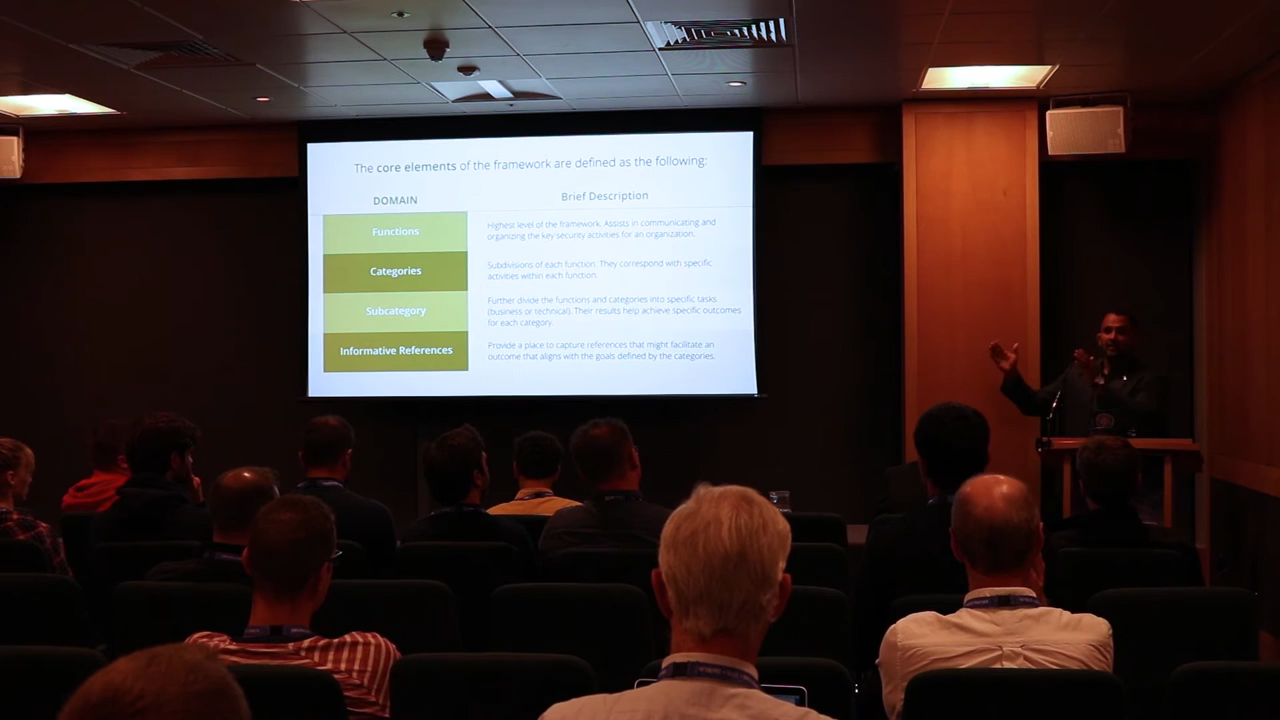 The core elements of the framework are defined as the following:
DOMAIN
Brief Description
Functions
Highest level of the framework. Assists in communicating and
organizing the key security activities for an organization.
Categories
Subdivisions of each function. They correspond with specific
activities within each function.
Subcategory
Further divide the functions and categories into specific tasks
(business or technical). Their results help achieve specific outcomes
for each category.
Informative References
Provide a place to capture references that might facilitate an
outcome that aligns with the goals defined by the categories.